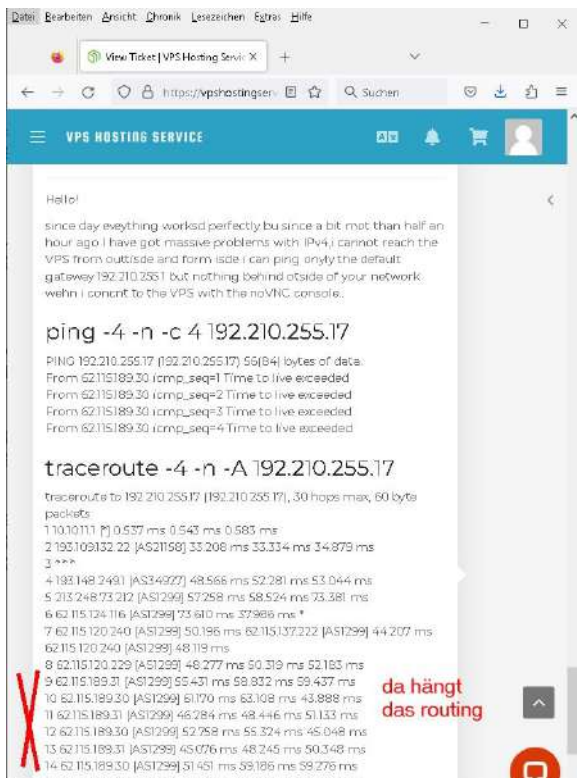 Datei Bearbeiten Ansicht Chronik Lesezeichen Extras Hilfe
View Ticket | VPS Hosting Servic
https://vpshostingserv
Suchen
VPS HOSTING SERVICE
Hello!
since day eveything worksd perfectly bu since a bit mot than half an
hour ago I have got massive problems with IPv4,i cannot reach the
VPS from outtisde and form isde i can ping onyly the default
gatewey 192.210.255.1 but nothing behind otside of your network
wehn i concnt to the VPS with the noVNC console..
ping -4 -n -c 4 192.210.255.17
PING 192.210.255.17 (192.210.255.17) 56(84) bytes of data.
From 62.115.189.30 icmp_seq=1 Time to live exceeded
From 62.115.189.30 icmp_seq=2 Time to live exceeded
From 62.115.189.30 icmp_seq=3 Time to live exceeded
From 62.115.189.30 icmp_seq=4 Time to live exceeded
traceroute -4 -n -A 192.210.255.17
traceroute to 192.210.255.17 (192.210.255.17), 30 hops max, 60 byte
packets
1 10.101.1.1 [*] 0.537 ms 0.543 ms 0.583 ms
2 193.109.132.22 [AS21158] 33.208 ms 33.334 ms 34.879 ms
3 * * *
4 193.148.249.1 [AS34927] 48.566 ms 52.281 ms 53.044 ms
5 213.248.73.212 [AS1299] 57.258 ms 58.524 ms 73.381 ms
6 62.115.124.116 [AS1299] 73.610 ms 37.986 ms *
7 62.115.120.240 [AS1299] 50.196 ms 62.115.137.222 [AS1299] 44.207 ms
62.115.120.240 [AS1299] 48.119 ms
8 62.115.120.229 [AS1299] 48.277 ms 50.319 ms 52.183 ms
9 62.115.189.31 [AS1299] 55.431 ms 58.832 ms 59.437 ms
10 62.115.189.30 [AS1299] 61.170 ms 63.108 ms 43.888 ms
11 62.115.189.31 [AS1299] 46.284 ms 48.446 ms 51.133 ms
12 62.115.189.30 [AS1299] 52.758 ms 55.324 ms 45.048 ms
13 62.115.189.31 [AS1299] 45.076 ms 48.245 ms 50.348 ms
14 62.115.189.30 [AS1299] 51.451 ms 59.186 ms 59.276 ms
da hängt
das routing